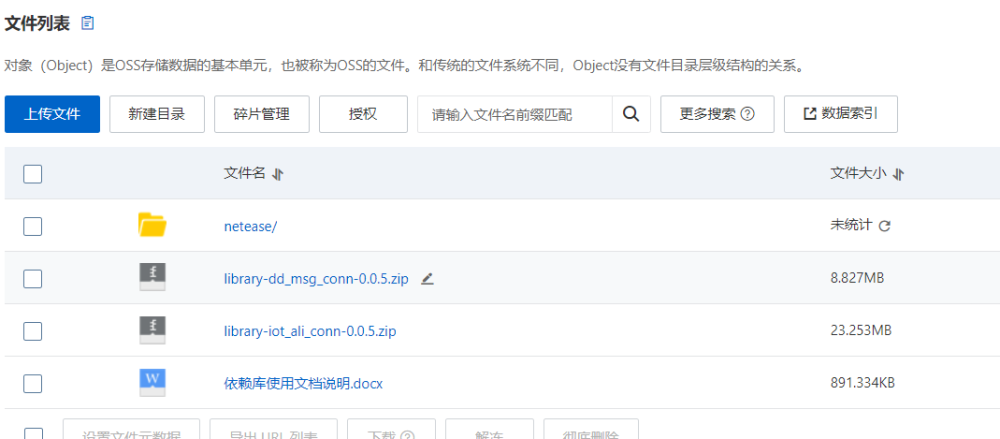 文件列表
对象（Object）是OSS存储数据的基本单元，也被称为OSS的文件。和传统的文件系统不同，Object没有文件目录层级结构的关系。
上传文件 新建目录 碎片管理 授权 请输入文件名前缀匹配 更多搜索 数据索引
文件名 文件大小
netease/ 未统计
library-dd_msg_conn-0.0.5.zip 8.827MB
library-iot_ali_conn-0.0.5.zip 23.253MB
W 依赖库使用文档说明.docx 891.334KB
设置文件元数据 导出 URL 列表 下载 解冻 彻底删除